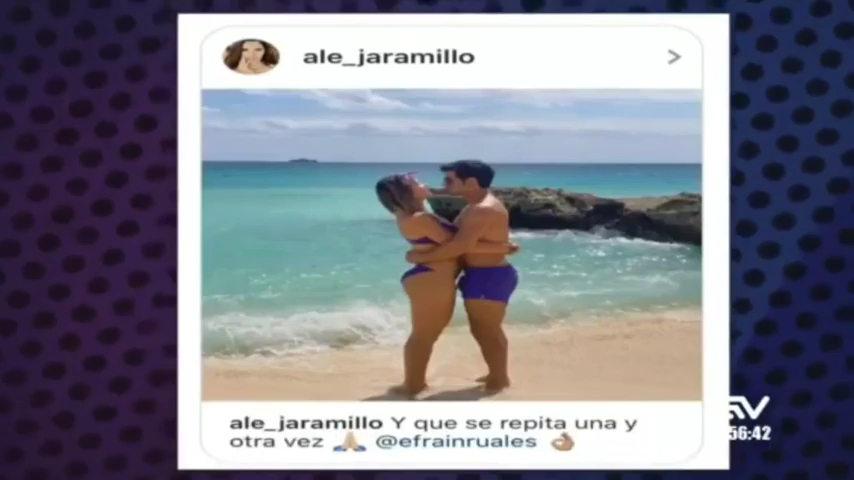 ale_jaramillo
ale_jaramillo Y que se repita una y
otra vez 🙏🏼 @efrainruales 👌🏼
56:42